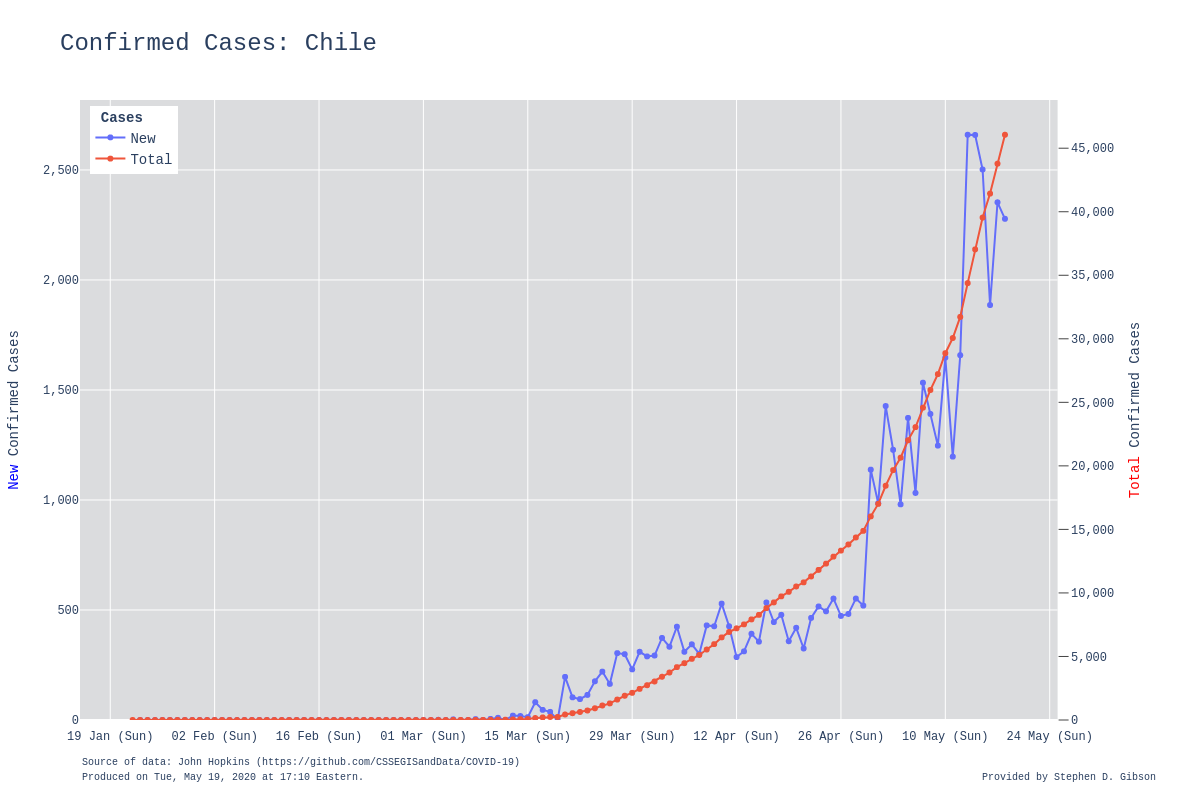 Confirmed Cases: Chile
Cases
New
Total
2,500
2,000
1,500
1,000
500
0
45,000
40,000
35,000
30,000
25,000
20,000
15,000
10,000
5,000
0
New Confirmed Cases
Total Confirmed Cases
19 Jan (Sun) 02 Feb (Sun) 16 Feb (Sun) 01 Mar (Sun) 15 Mar (Sun) 29 Mar (Sun) 12 Apr (Sun) 26 Apr (Sun) 10 May (Sun) 24 May (Sun)
Source of data: John Hopkins (https://github.com/CSSEGISandData/COVID-19)
Produced on Tue, May 19, 2020 at 17:10 Eastern.
Provided by Stephen D. Gibson